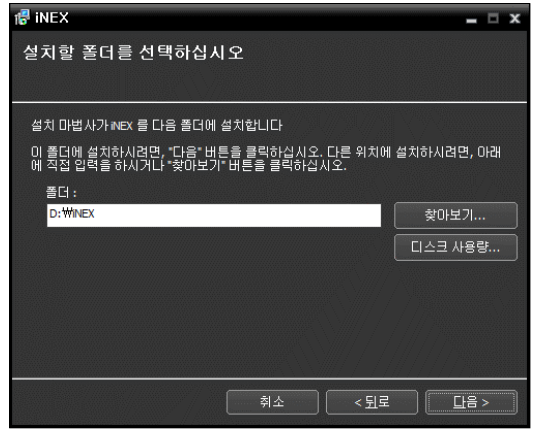 iNEX
설치할 폴더를 선택하십시오
설치 마법사가 iNEX 를 다음 폴더에 설치합니다
이 폴더에 설치하시려면, "다음" 버튼을 클릭하십시오. 다른 위치에 설치하시려면, 아래
에 직접 입력을 하시거나 "찾아보기" 버튼을 클릭하십시오.
폴더 :
D:₩iNEX
찾아보기...
디스크 사용량...
취소
< 뒤로
다음 >